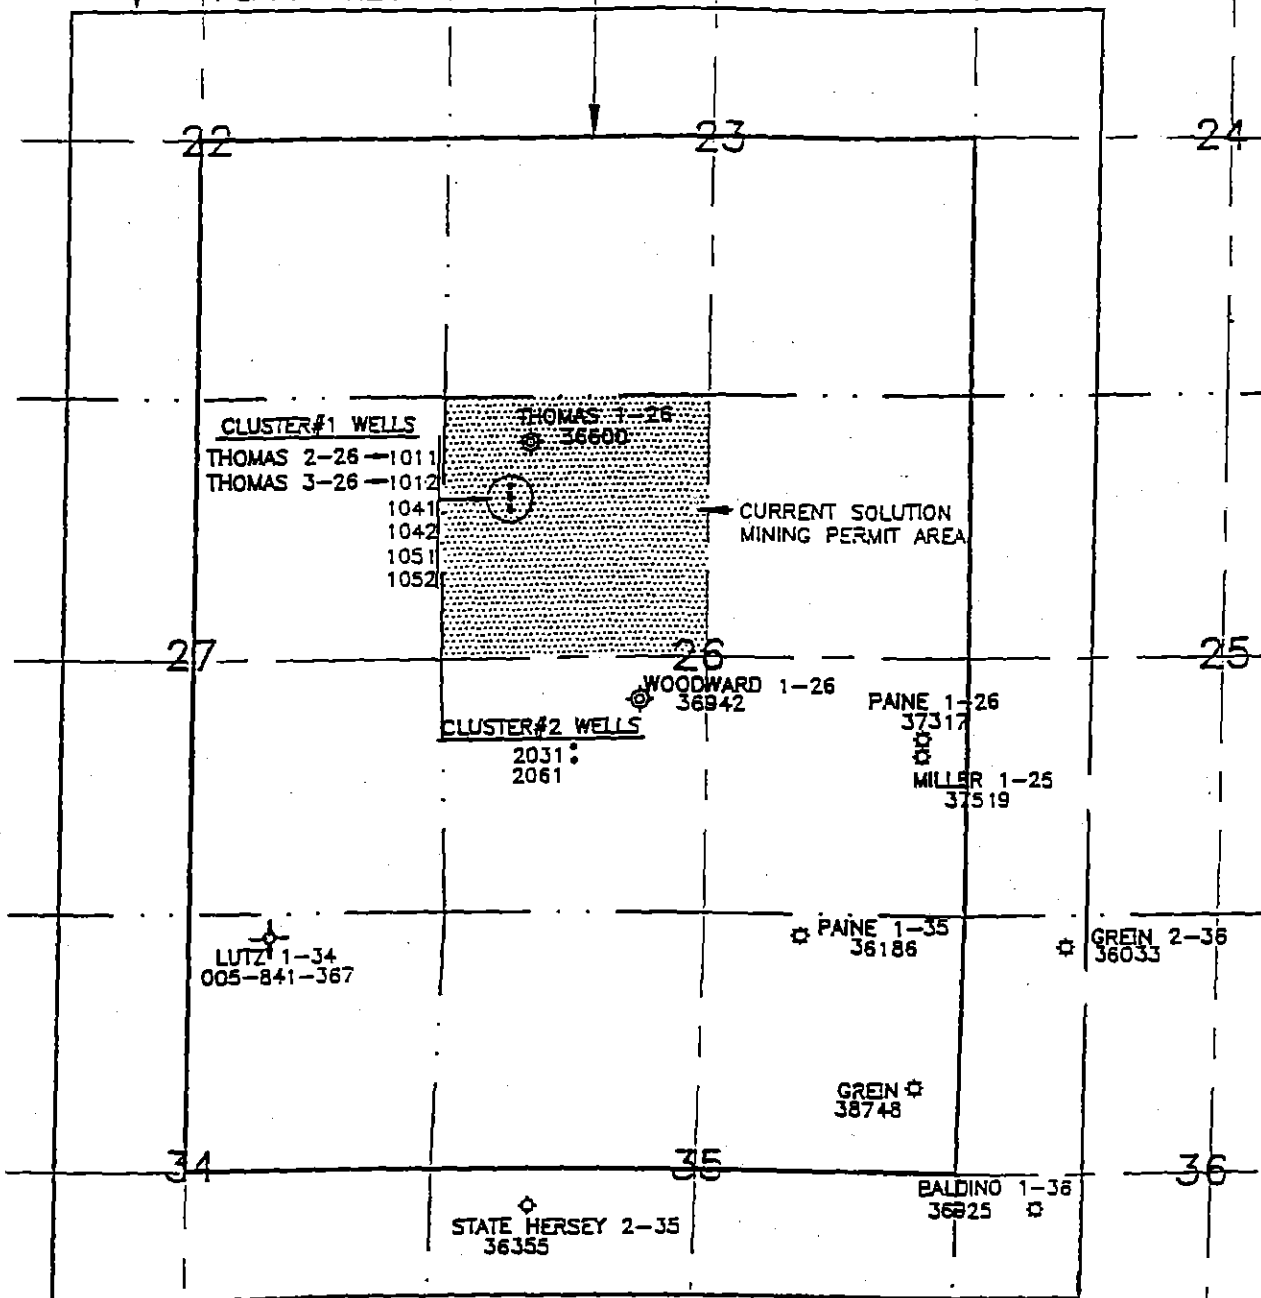 22
23
24
CLUSTER#1 WELLS
THOMAS 2-26 1011
THOMAS 3-26 1012
1041
1042
1051
1052
THOMAS 1-26
36600
CURRENT SOLUTION
MINING PERMIT AREA
27
26
25
WOODWARD 1-26
36942
CLUSTER#2 WELLS
2031
2061
PAINE 1-26
37317
MILLER 1-25
37519
LUTZ 1-34
005-841-367
PAINE 1-35
36186
GREIN 2-36
36033
GREIN
38748
34
35
36
STATE HERSEY 2-35
36355
BALDINO 1-36
36825